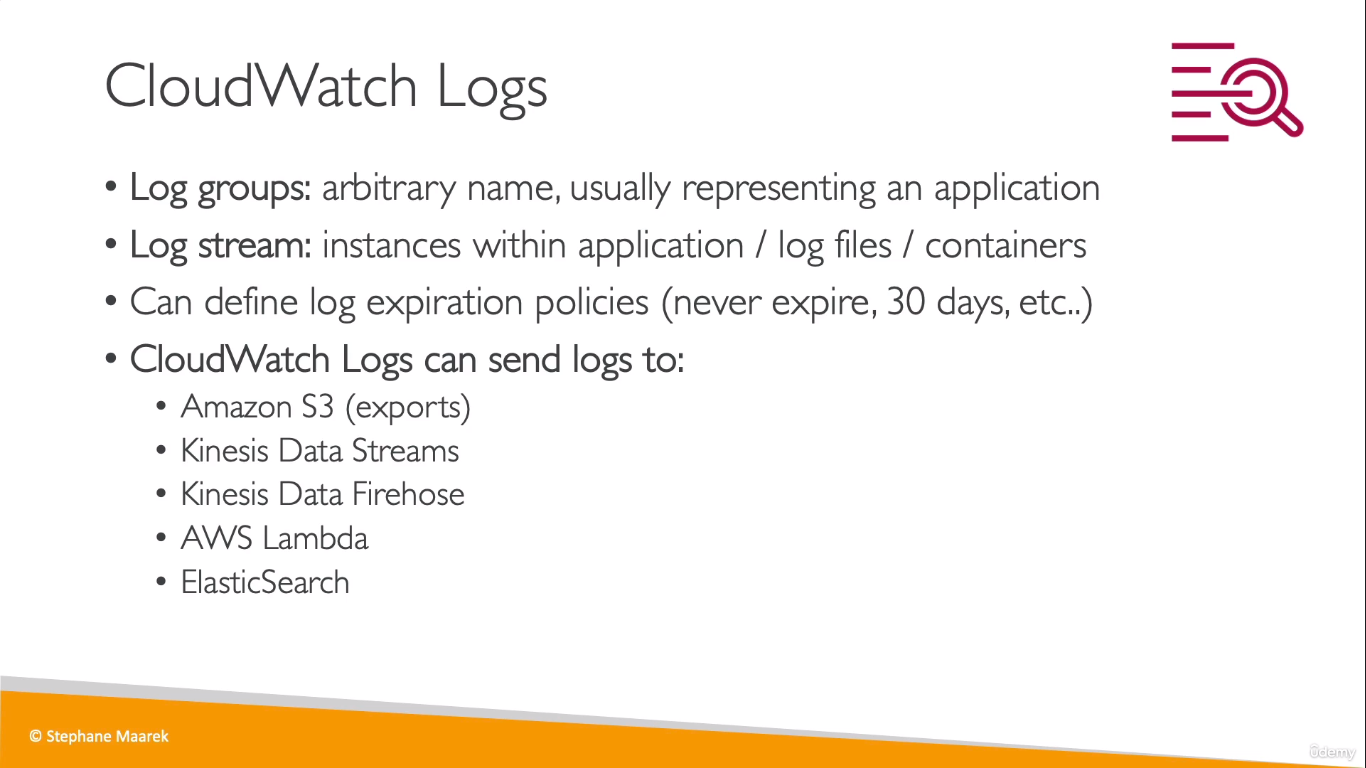 CloudWatch Logs
• Log groups: arbitrary name, usually representing an application
• Log stream: instances within application / log files / containers
• Can define log expiration policies (never expire, 30 days, etc..)
• CloudWatch Logs can send logs to:
• Amazon S3 (exports)
• Kinesis Data Streams
• Kinesis Data Firehose
• AWS Lambda
• ElasticSearch
© Stephane Maarek
ûdemy